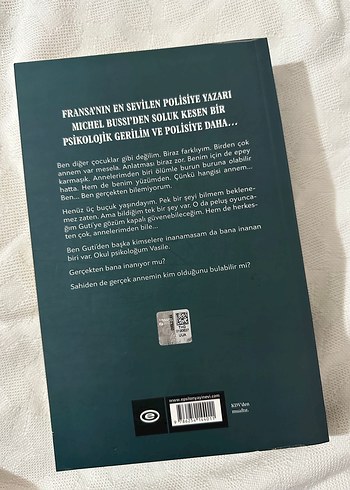 FRANSA'NIN EN SEVİLEN POLİSİYE YAZARI
MICHEL BUSSI'DEN SOLUK KESEN BİR
PSİKOLOJİK GERİLİM VE POLİSİYE DAHA...
Ben diğer çocuklar gibi değilim. Biraz farklıyım. Birden çok
annem var mesela. Anlatması biraz zor. Benim için de epey
karmaşık. Annelerimden biri ölümle burun buruna olabilir
hatta. Hem de benim yüzümden. Çünkü hangisi annem...
Ben... Ben gerçekten bilemiyorum.
Henüz üç buçuk yaşındayım. Pek bir şeyi bilmem beklene-
mez zaten. Ama bildiğim tek bir şey var. O da peluş oyunca-
ğım Guti'ye gözüm kapalı güvenebileceğim. Hem de herkes-
ten çok, annelerimden bile...
Ben Guti'den başka kimselere inanamasam da bana inanan
biri var. Okul psikoloğum Vasile.
Gerçekten bana inanıyor mu?
Sahiden de gerçek annemin kim olduğunu bulabilir mi?
www.epsilonyayinevi.com
KDV'den
muaftır.